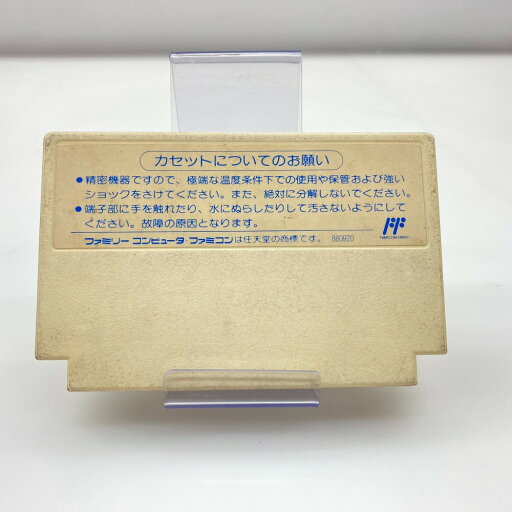 カセットについてのお願い
●精密機器ですので、極端な温度条件下での使用や保管および強い
ショックをさけてください。また、絶対に分解しないでください。
●端子部に手を触れたり、水にぬらしたりして汚さないようにして
ください。故障の原因となります。
ファミリーコンピュータ・ファミコンは任天堂の商標です。 880920
FAMICOM FAMILY